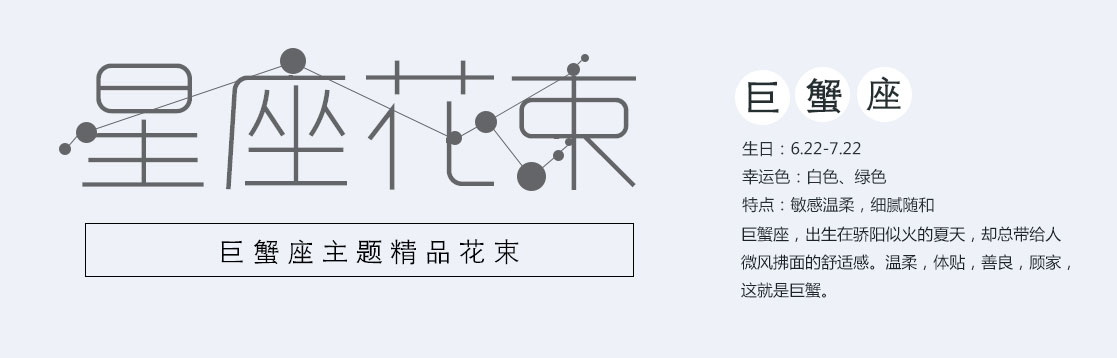 星座花束
巨蟹座主题精品花束
巨蟹座
生日：6.22-7.22
幸运色：白色、绿色
特点：敏感温柔，细腻随和
巨蟹座，出生在骄阳似火的夏天，却总带给人
微风拂面的舒适感。温柔，体贴，善良，顾家，
这就是巨蟹。